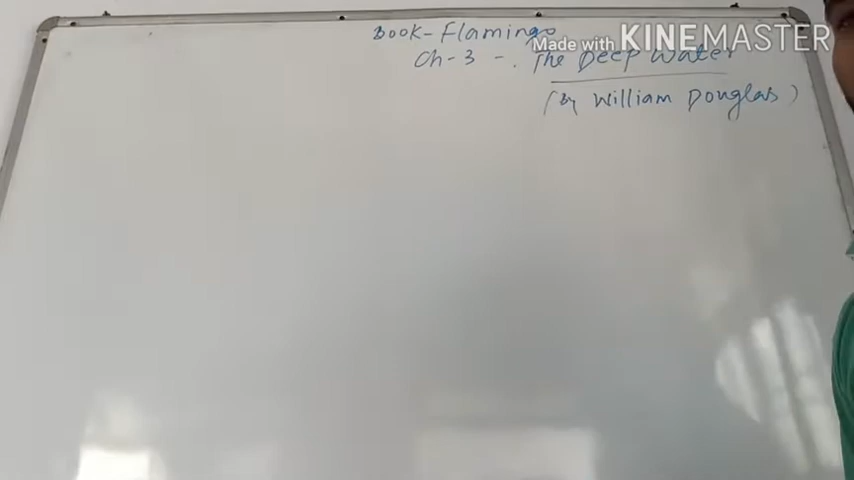 Book- Flamingo
Made with KINEMASTER
Ch-3 - . The Deep Water
(By William Douglas)